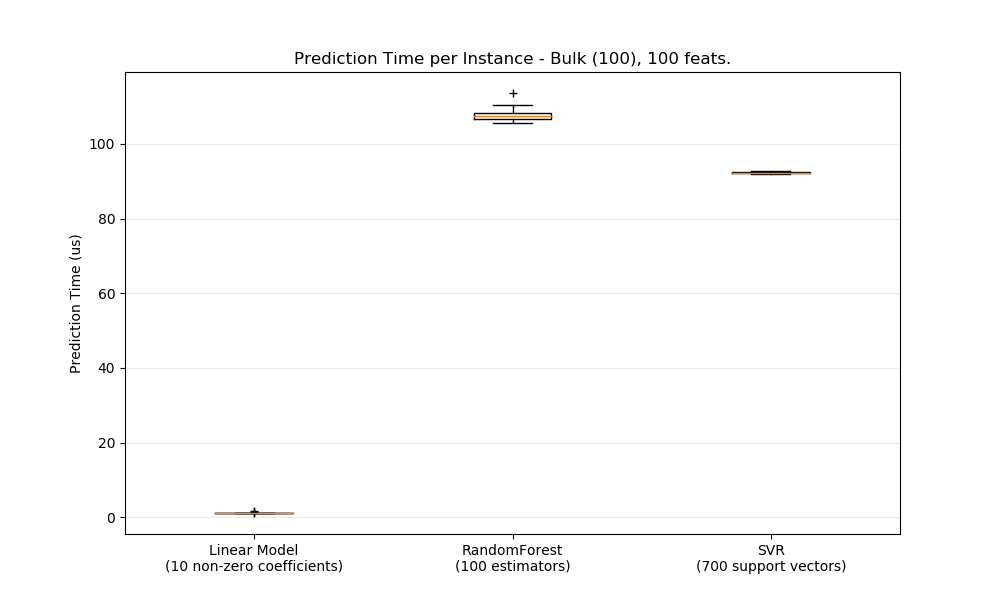 Prediction Time per Instance - Bulk (100), 100 feats.
Prediction Time (us)
100
80
60
40
20
0
Linear Model
(10 non-zero coefficients)
RandomForest
(100 estimators)
SVR
(700 support vectors)